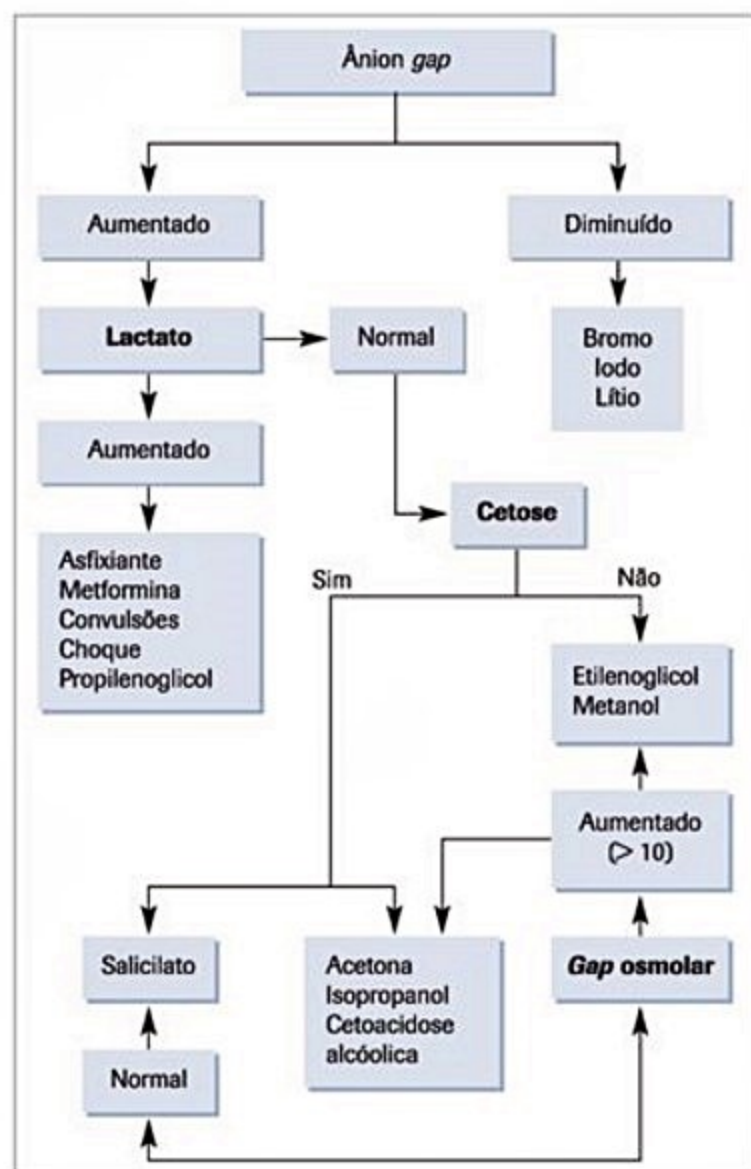 Ânion gap
Aumentado
Diminuído
Lactato
Normal
Bromo
Iodo
Lítio
Aumentado
Cetose
Asfixiante
Metformina
Convulsões
Choque
Propilenoglicol
Sim
Não
Etilenoglicol
Metanol
Aumentado
(> 10)
Salicilato
Acetona
Isopropanol
Cetoacidose
alcóolica
Gap osmolar
Normal